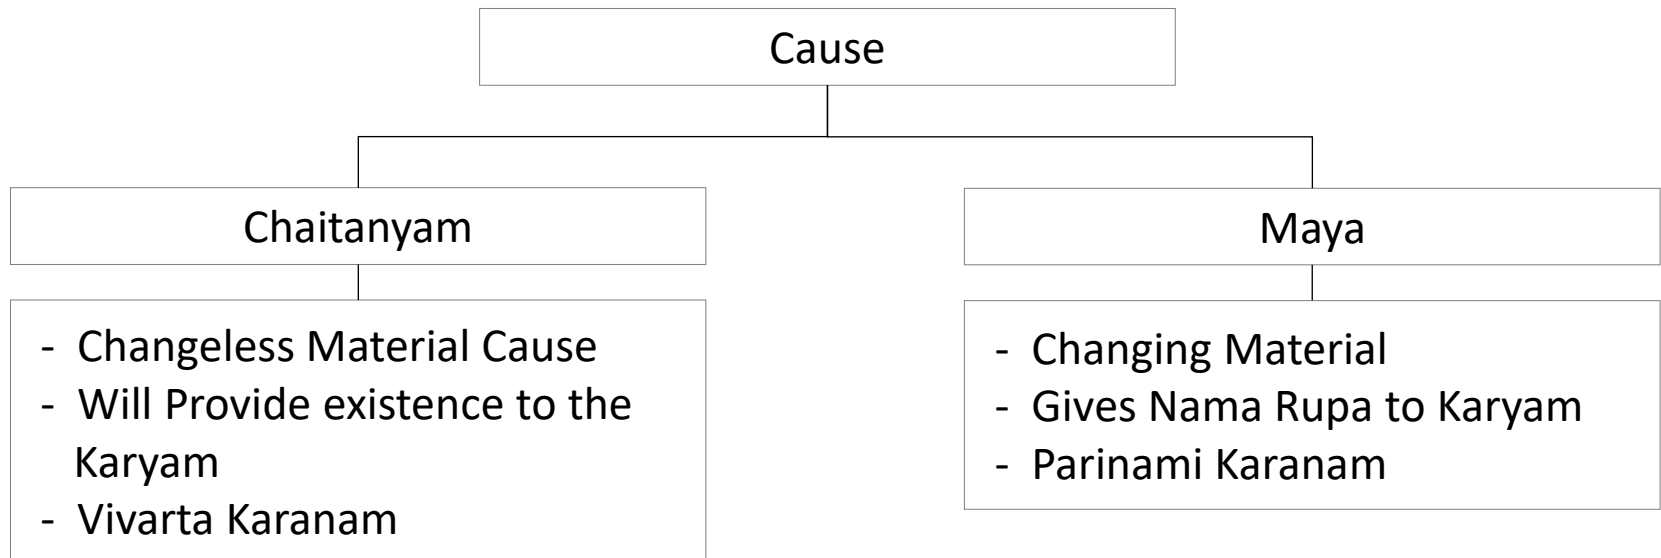 Cause
Chaitanyam
Maya
- Changeless Material Cause
- Will Provide existence to the
Karyam
- Vivarta Karanam
- Changing Material
- Gives Nama Rupa to Karyam
- Parinami Karanam